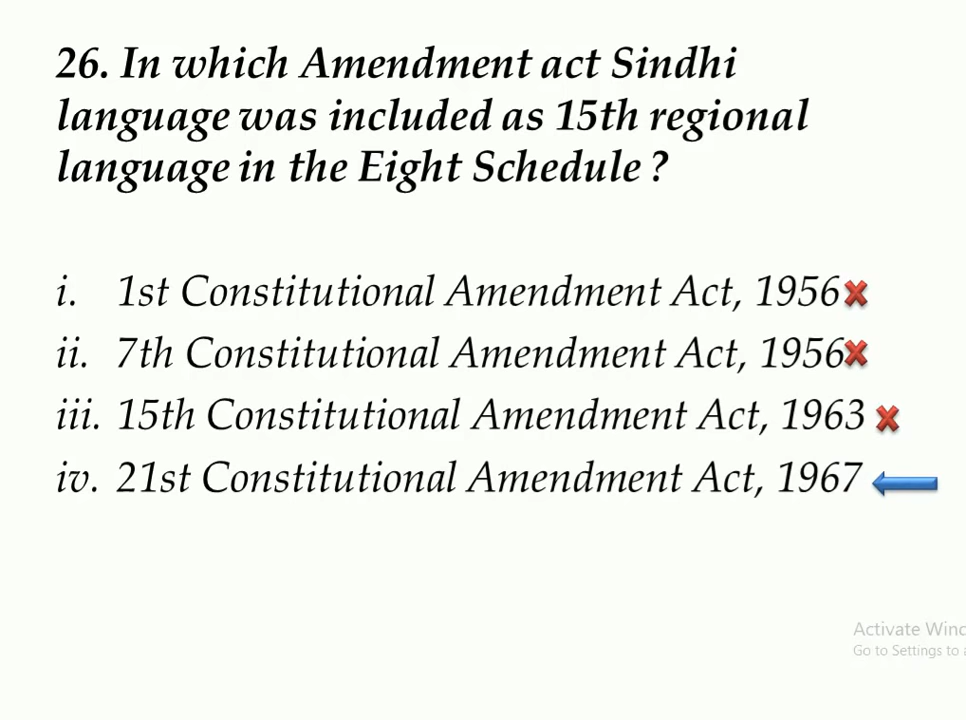 26. In which Amendment act Sindhi
language was included as 15th regional
language in the Eight Schedule ?
i. 1st Constitutional Amendment Act, 1956
ii. 7th Constitutional Amendment Act, 1956
iii. 15th Constitutional Amendment Act, 1963
iv. 21st Constitutional Amendment Act, 1967
Activate Wind
Go to Settings to a